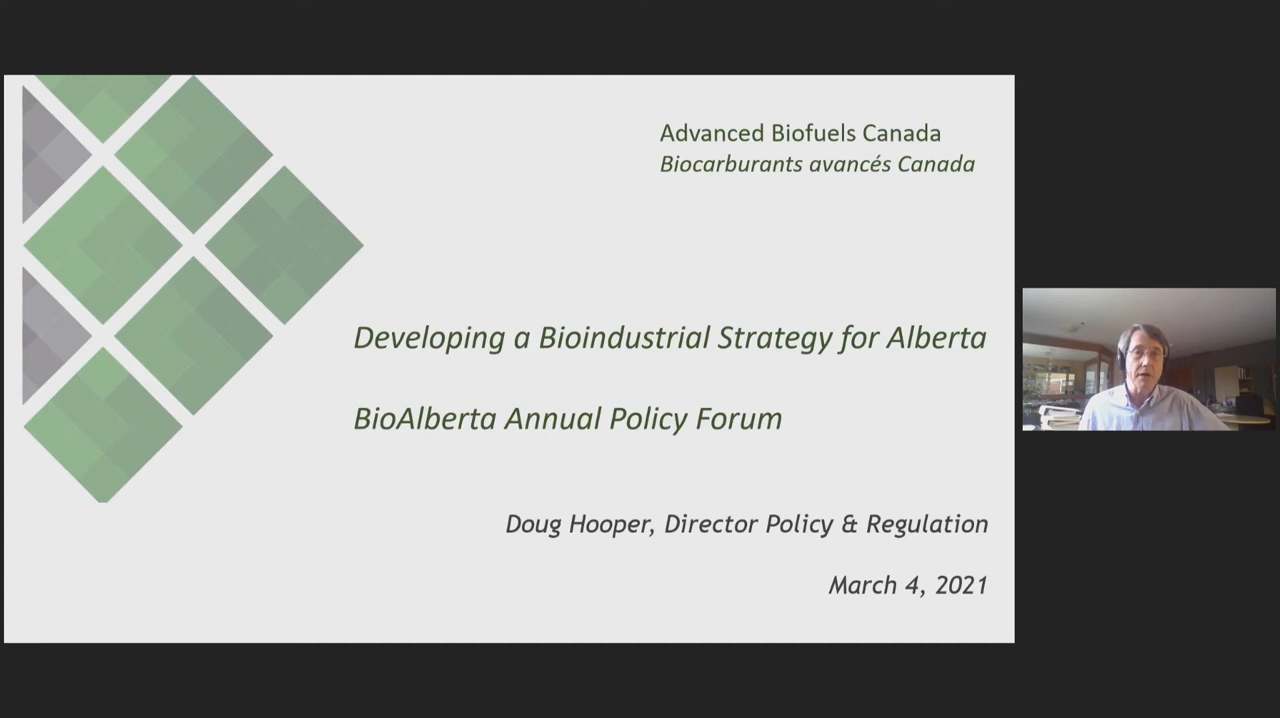 Advanced Biofuels Canada
Biocarburants avancés Canada
Developing a Bioindustrial Strategy for Alberta
BioAlberta Annual Policy Forum
Doug Hooper, Director Policy & Regulation
March 4, 2021